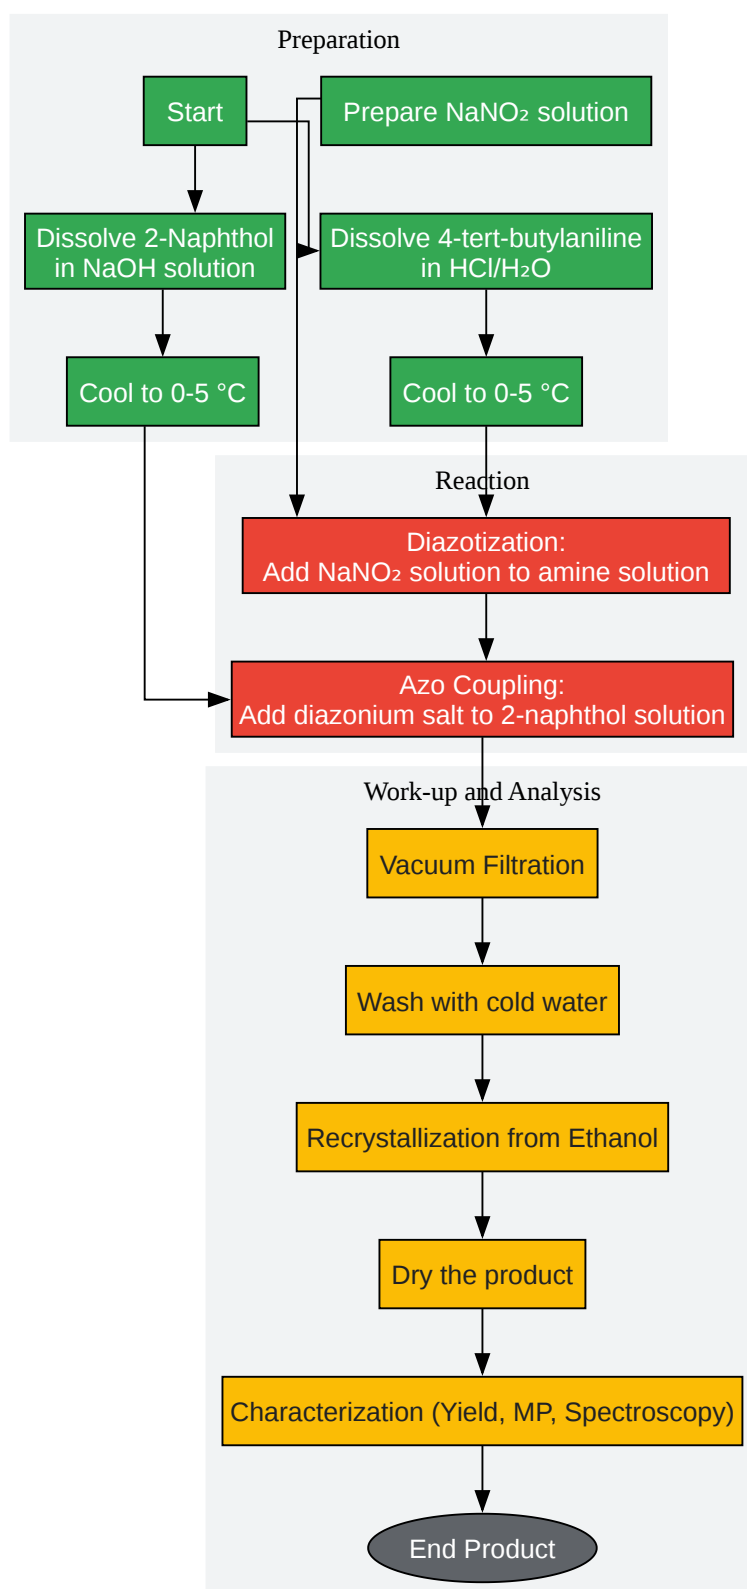 Preparation
Start
Prepare NaNO₂ solution
Dissolve 2-Naphthol
in NaOH solution
Dissolve 4-tert-butylaniline
in HCl/H₂O
Cool to 0-5 °C
Cool to 0-5 °C
Reaction
Diazotization:
Add NaNO₂ solution to amine solution
Azo Coupling:
Add diazonium salt to 2-naphthol solution
Work-up and Analysis
Vacuum Filtration
Wash with cold water
Recrystallization from Ethanol
Dry the product
Characterization (Yield, MP, Spectroscopy)
End Product